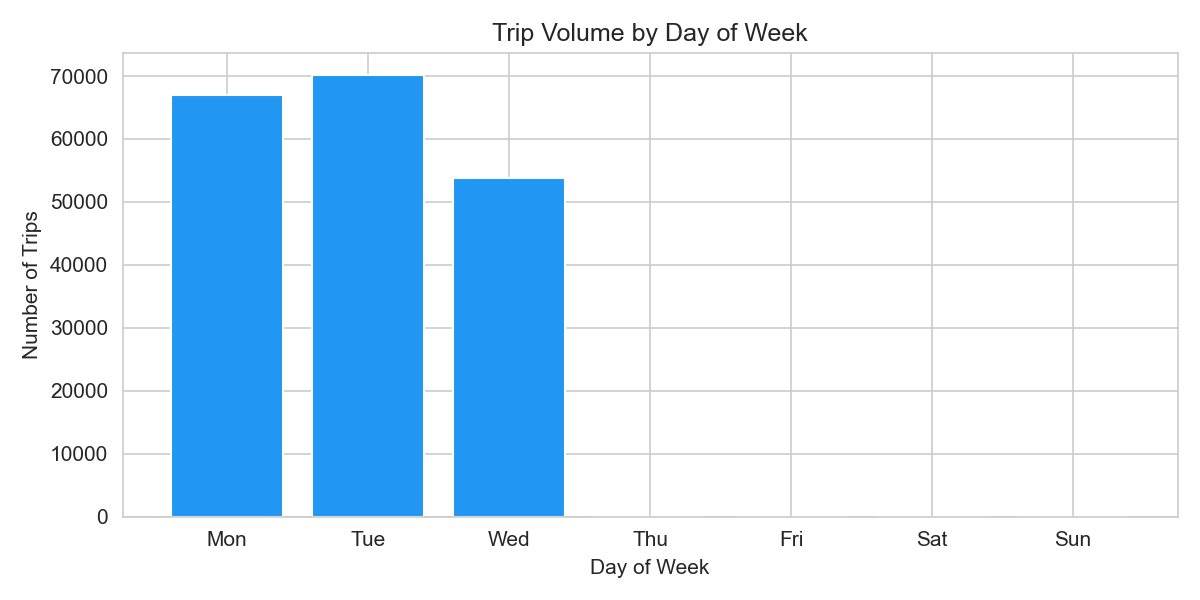 Trip Volume by Day of Week
Number of Trips
70000
60000
50000
40000
30000
20000
10000
0
Mon Tue Wed Thu Fri Sat Sun
Day of Week